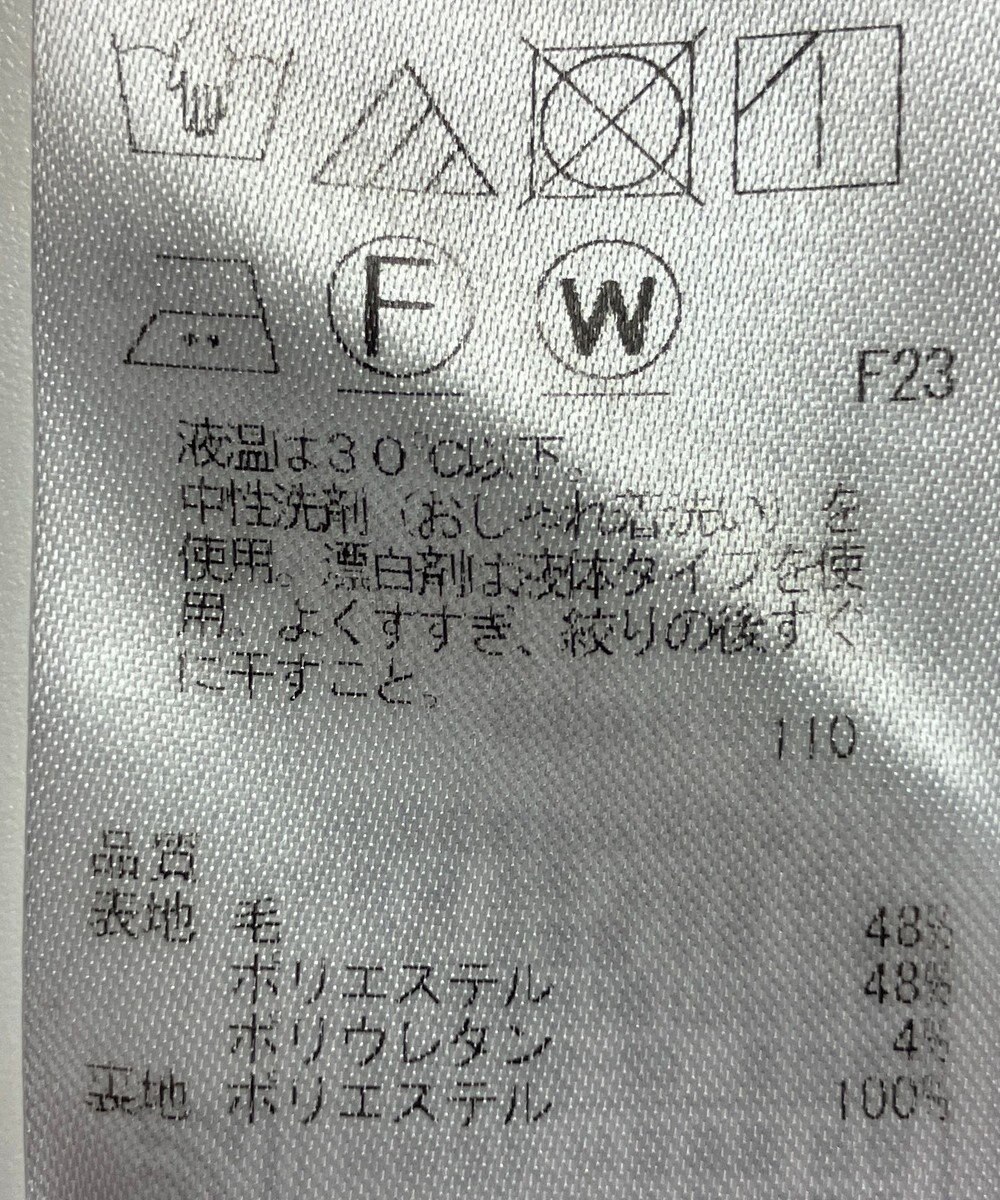 F
W
F23
液温は30℃以下。
中性洗剤（おしゃれ着洗い）を
使用。漂白剤は液体タイプを使
用、よくすすぎ、絞りの後すぐ
に干すこと。
110
品質
表地 毛 48%
ポリエステル 48%
ポリウレタン 4%
裏地 ポリエステル 100%